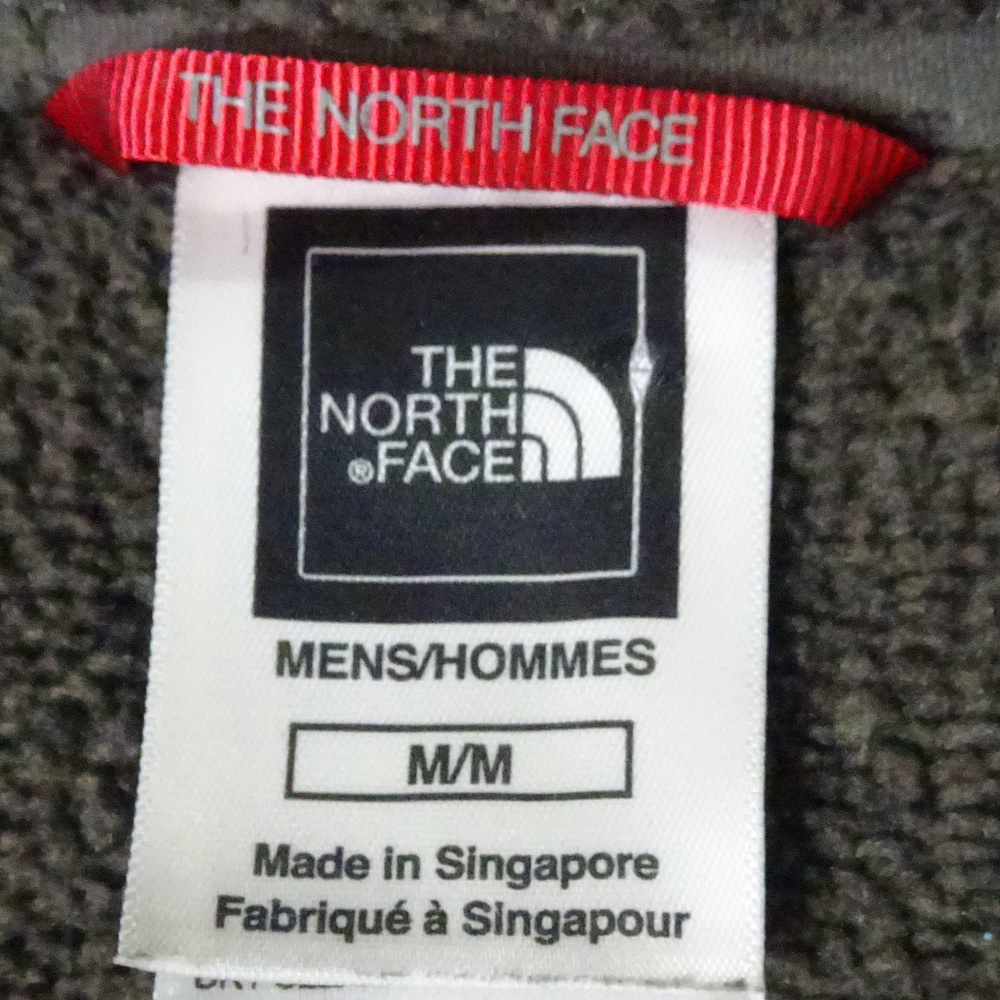 THE NORTH FACE
THE
NORTH
®FACE
MENS/HOMMES
M/M
Made in Singapore
Fabriqué à Singapour